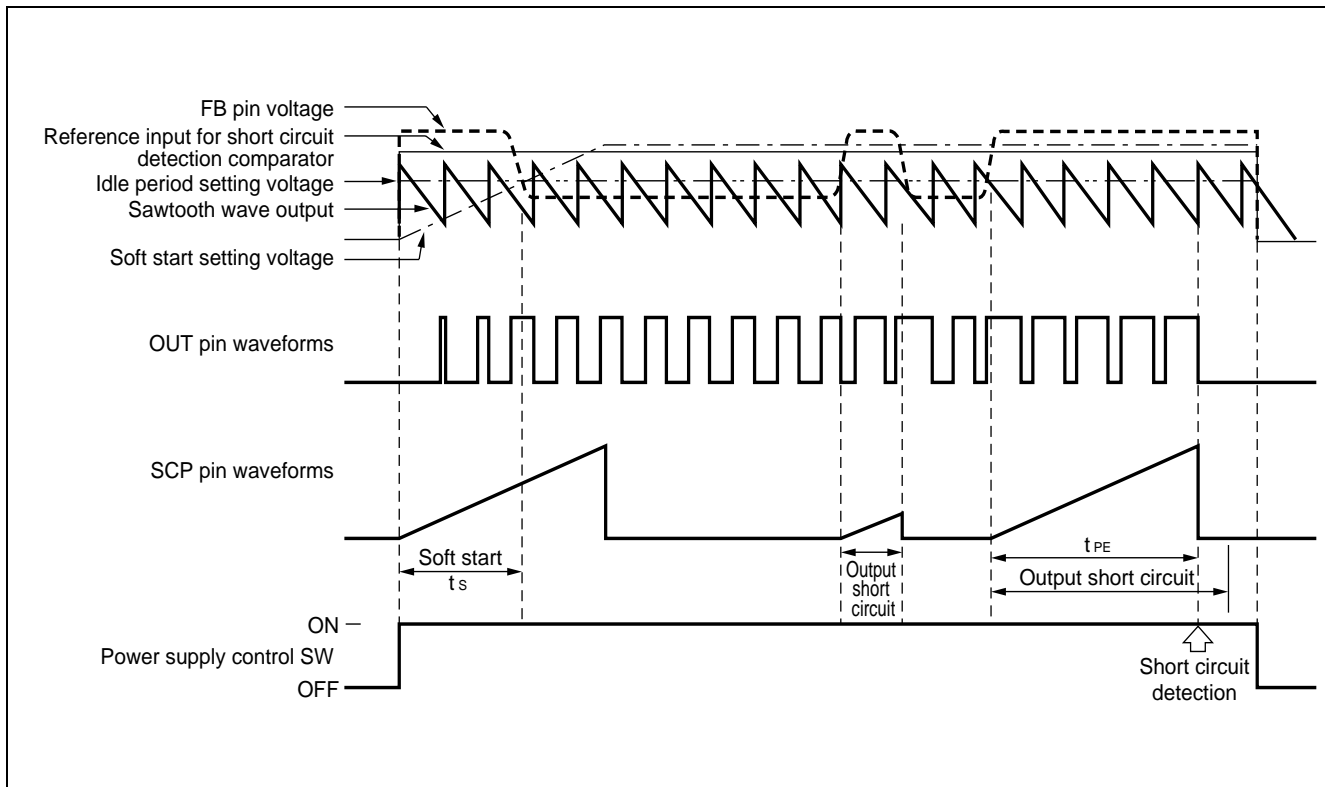 FB pin voltage
Reference input for short circuit
detection comparator
Idle period setting voltage
Sawtooth wave output
Soft start setting voltage
OUT pin waveforms
SCP pin waveforms
Soft start
t S
Output
short
circuit
t PE
Output short circuit
ON
Power supply control SW
OFF
Short circuit
detection